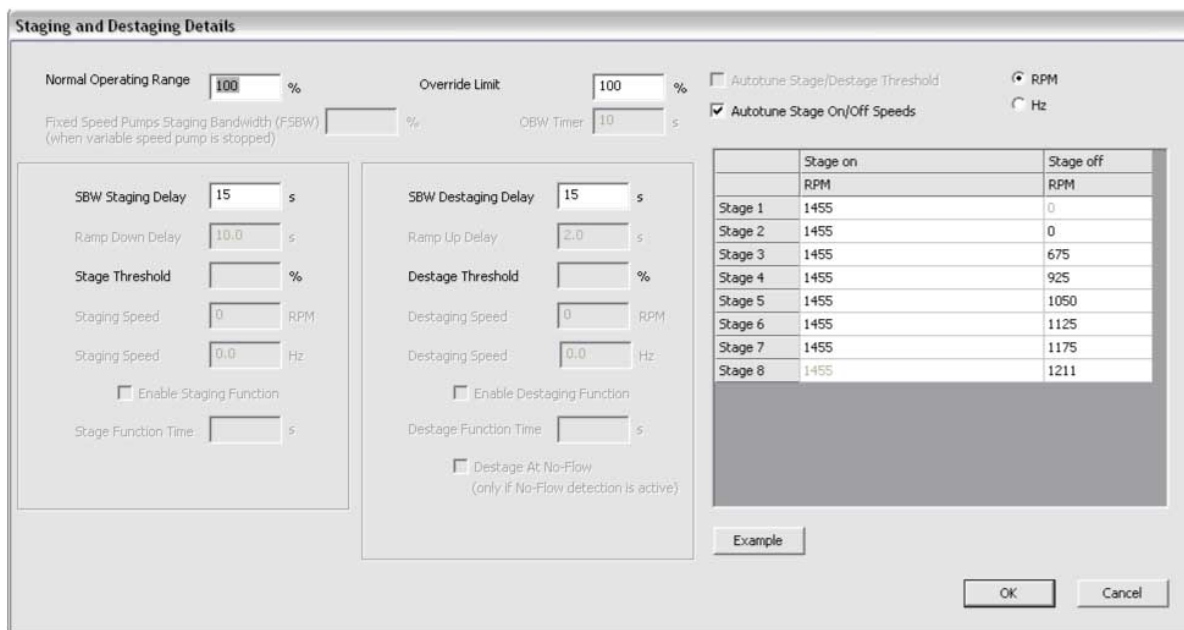 Staging and Destaging Details
Normal Operating Range 100 %
Override Limit 100 %
Autotune Stage/Destage Threshold
RPM
Fixed Speed Pumps Staging Bandwidth (FSBW) %
(when variable speed pump is stopped)
OBW Timer 10 s
Autotune Stage On/Off Speeds
Hz
SBW Staging Delay 15 s
Ramp Down Delay 10.0 s
Stage Threshold %
Staging Speed 0 RPM
Staging Speed 0.0 Hz
Enable Staging Function
Stage Function Time s
SBW Destaging Delay 15 s
Ramp Up Delay 2.0 s
Destage Threshold %
Destaging Speed 0 RPM
Destaging Speed 0.0 Hz
Enable Destaging Function
Destage Function Time s
Destage At No-Flow
(only if No-Flow detection is active)
Stage on Stage off
RPM RPM
Stage 1 1455 0
Stage 2 1455 0
Stage 3 1455 675
Stage 4 1455 925
Stage 5 1455 1050
Stage 6 1455 1125
Stage 7 1455 1175
Stage 8 1455 1211
Example
OK Cancel